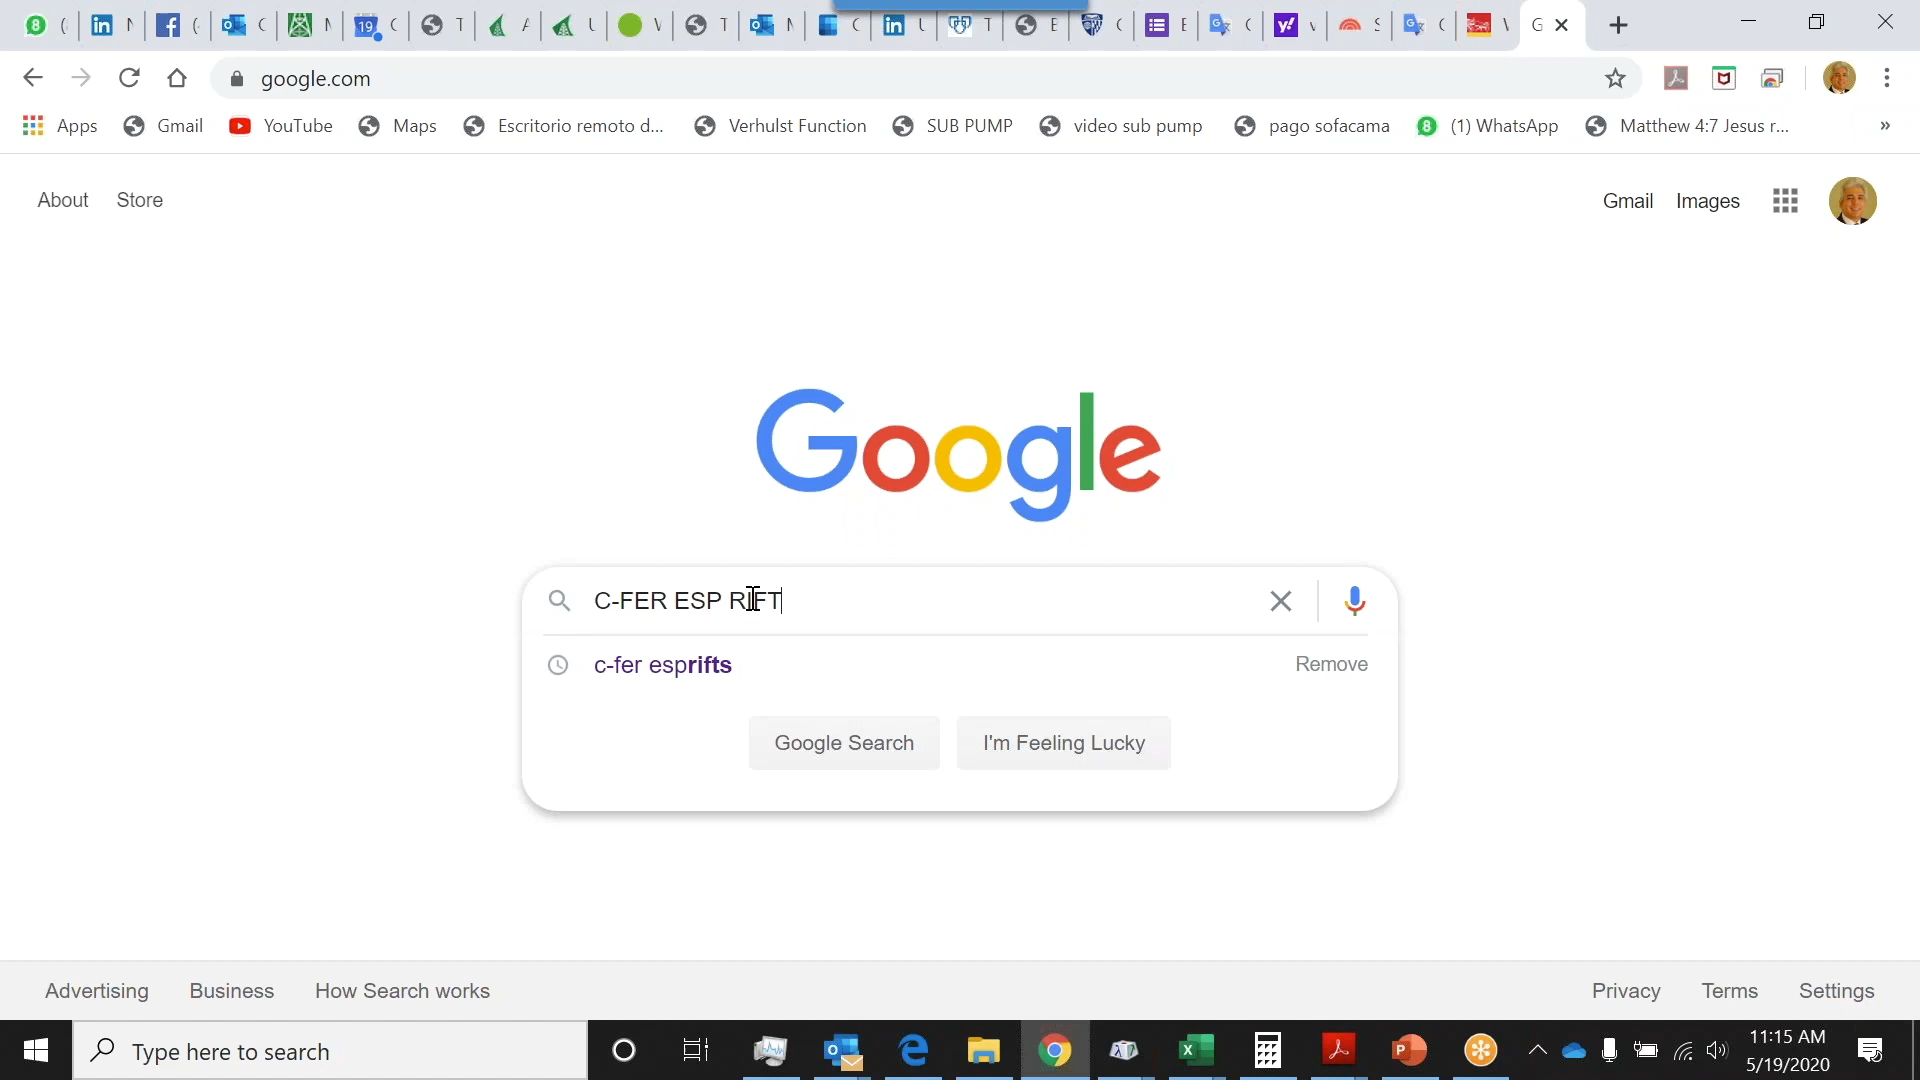 google.com
Apps
Gmail
YouTube
Maps
Escritorio remoto d...
Verhulst Function
SUB PUMP
video sub pump
pago sofacama
(1) WhatsApp
Matthew 4:7 Jesus r...
»
About
Store
Gmail
Images
Google
C-FER ESP RIFT
c-fer esprifts
Remove
Google Search
I'm Feeling Lucky
Advertising
Business
How Search works
Privacy
Terms
Settings
Type here to search
11:15 AM
5/19/2020